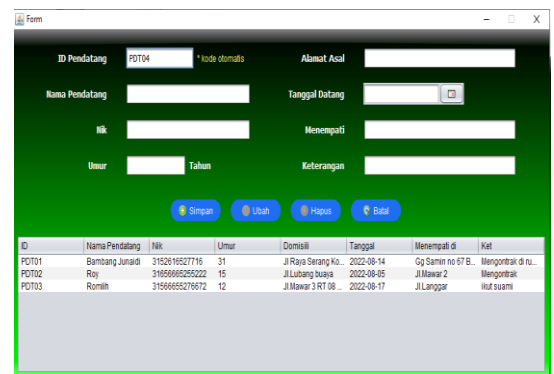 Form
ID Pendatang PDT04 * kode otomatis Alamat Asal
Nama Pendatang Tanggal Datang
Nik Menempati
Umur Tahun Keterangan
Simpan Ubah Hapus Batal
ID Nama Pendatang Nik Umur Domisili Tanggal Menempati di Ket
PDT01 Bambang Junaidi 3152616527716 31 Jl Raya Serang Ko... 2022-08-14 Gg Samin no 67 B... Mengontrak di ru...
PDT02 Roy 31656665255222 15 Jl.Lubang buaya 2022-08-05 Jl.Mawar 2 Mengontrak
PDT03 Romlih 31566655276672 12 Jl.Mawar 3 RT 08 ... 2022-08-17 Jl.Langgar ikut suami